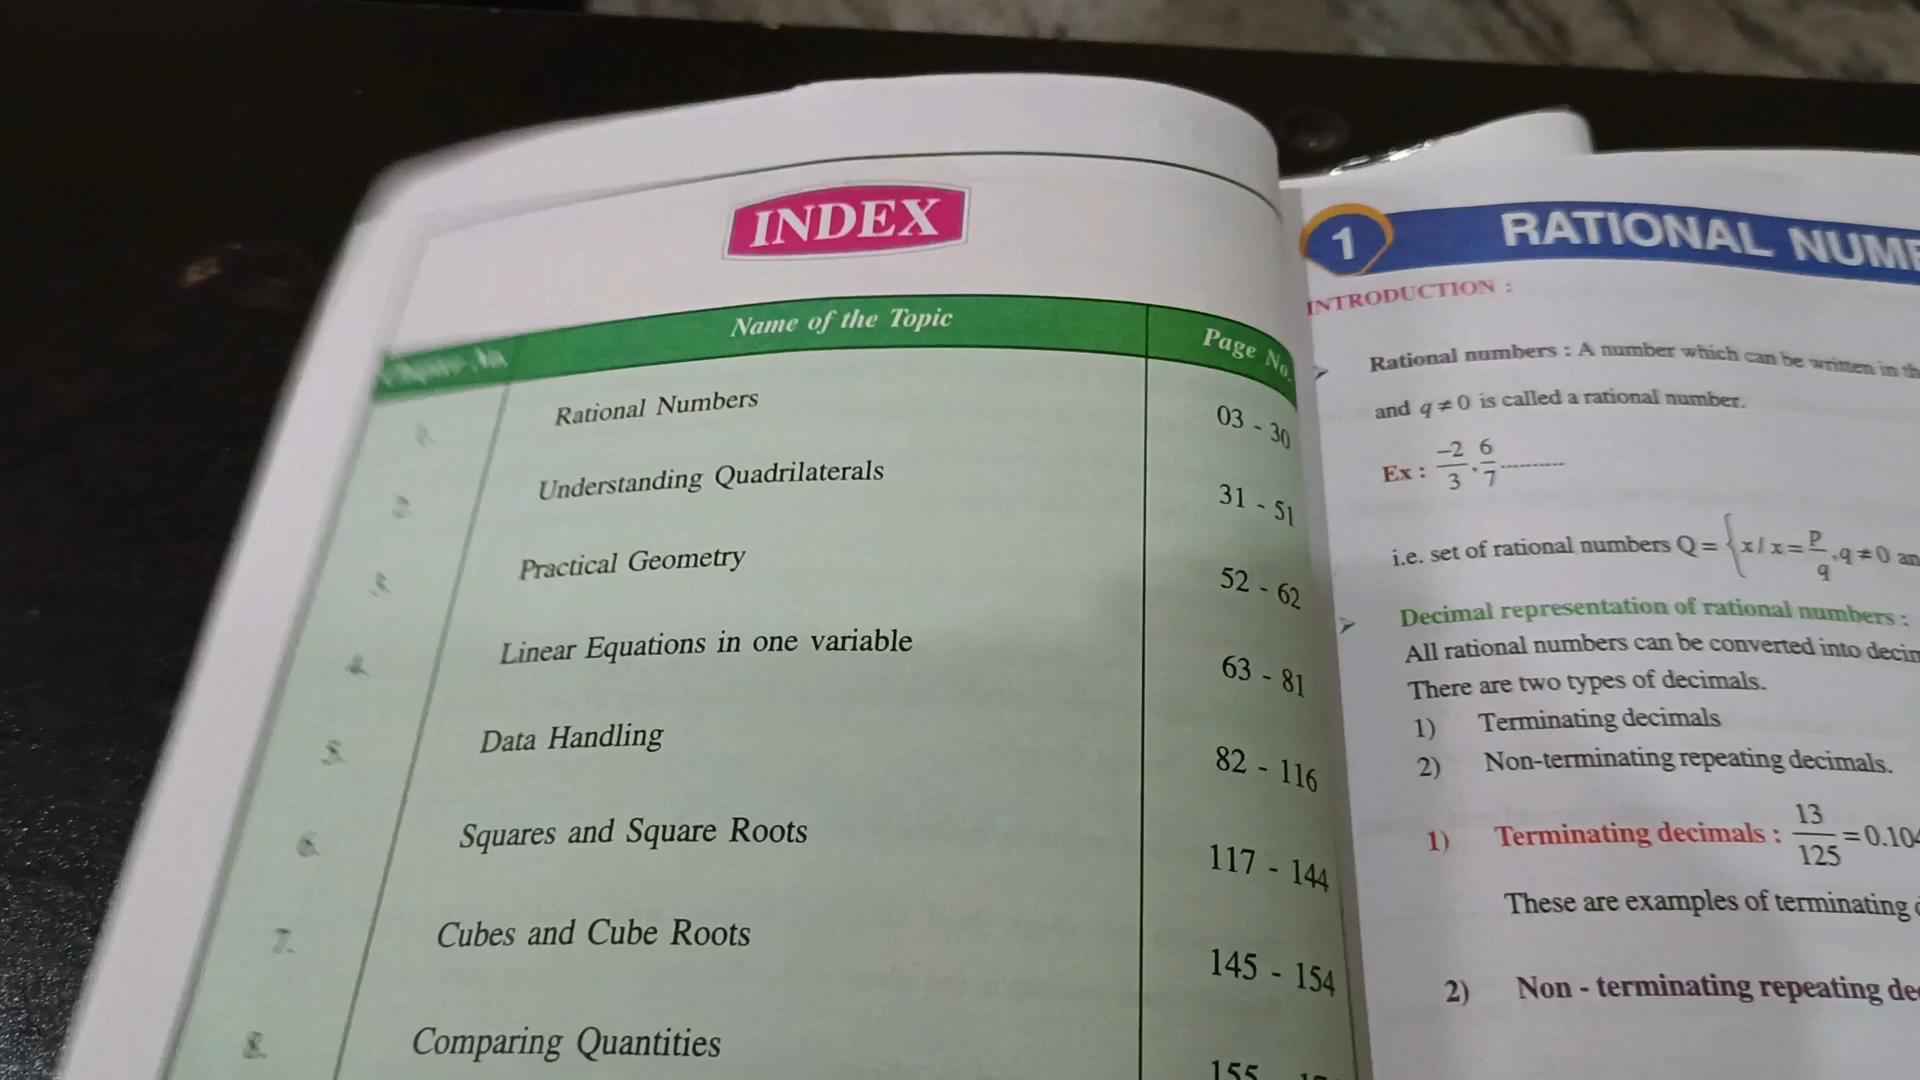 INDEX
Name of the Topic Page No.
Rational Numbers 03 - 30
Understanding Quadrilaterals 31 - 51
Practical Geometry 52 - 62
Linear Equations in one variable 63 - 81
5. Data Handling 82 - 116
6. Squares and Square Roots 117 - 144
7. Cubes and Cube Roots 145 - 154
8. Comparing Quantities 155
1 RATIONAL NUM
INTRODUCTION :
➤ Rational numbers : A number which can be written in th
and q ≠ 0 is called a rational number.
Ex : -2/3, 6/7..........
i.e. set of rational numbers Q = {x / x = p/q, q ≠ 0 an
➤ Decimal representation of rational numbers :
All rational numbers can be converted into decim
There are two types of decimals.
1) Terminating decimals
2) Non-terminating repeating decimals.
1) Terminating decimals : 13/125 = 0.104
These are examples of terminating
2) Non - terminating repeating de